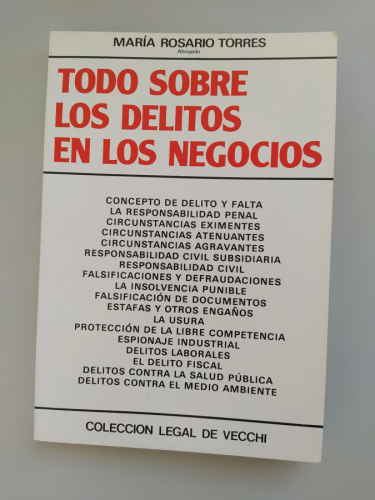 MARÍA ROSARIO TORRES
Abogado
TODO SOBRE
LOS DELITOS
EN LOS NEGOCIOS
CONCEPTO DE DELITO Y FALTA
LA RESPONSABILIDAD PENAL
CIRCUNSTANCIAS EXIMENTES
CIRCUNSTANCIAS ATENUANTES
CIRCUNSTANCIAS AGRAVANTES
RESPONSABILIDAD CIVIL SUBSIDIARIA
RESPONSABILIDAD CIVIL
FALSIFICACIONES Y DEFRAUDACIONES
LA INSOLVENCIA PUNIBLE
FALSIFICACIÓN DE DOCUMENTOS
ESTAFAS Y OTROS ENGAÑOS
LA USURA
PROTECCIÓN DE LA LIBRE COMPETENCIA
ESPIONAJE INDUSTRIAL
DELITOS LABORALES
EL DELITO FISCAL
DELITOS CONTRA LA SALUD PÚBLICA
DELITOS CONTRA EL MEDIO AMBIENTE
COLECCION LEGAL DE VECCHI